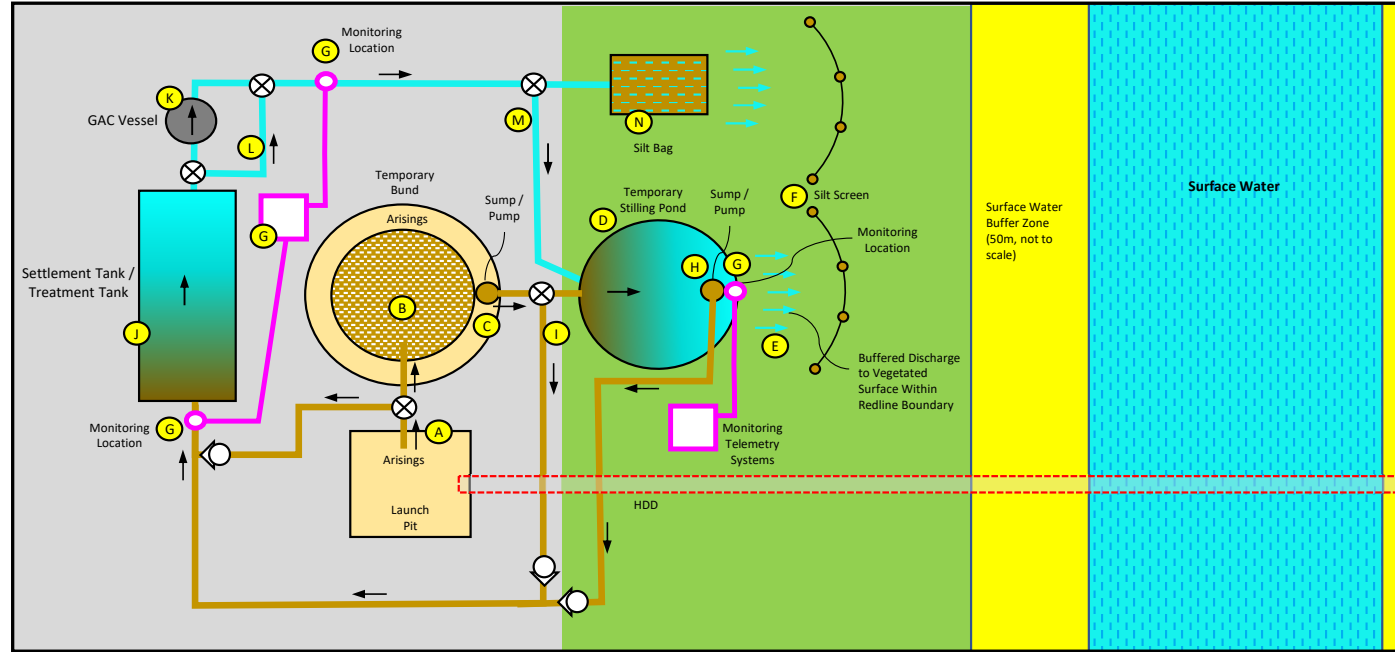 Monitoring
Location
G
K
GAC Vessel
L
M
N
Silt Bag
Temporary
Bund
Arisings
Sump /
Pump
B
C
I
G
Settlement Tank /
Treatment Tank
J
Monitoring
Location
G
A
Arisings
Launch
Pit
Temporary
Stilling Pond
D
Sump /
Pump
H
G
F
Silt Screen
Monitoring
Location
E
Buffered Discharge
to Vegetated
Surface Within
Redline Boundary
Monitoring
Telemetry
Systems
HDD
Surface Water
Buffer Zone
(50m, not to
scale)
Surface Water